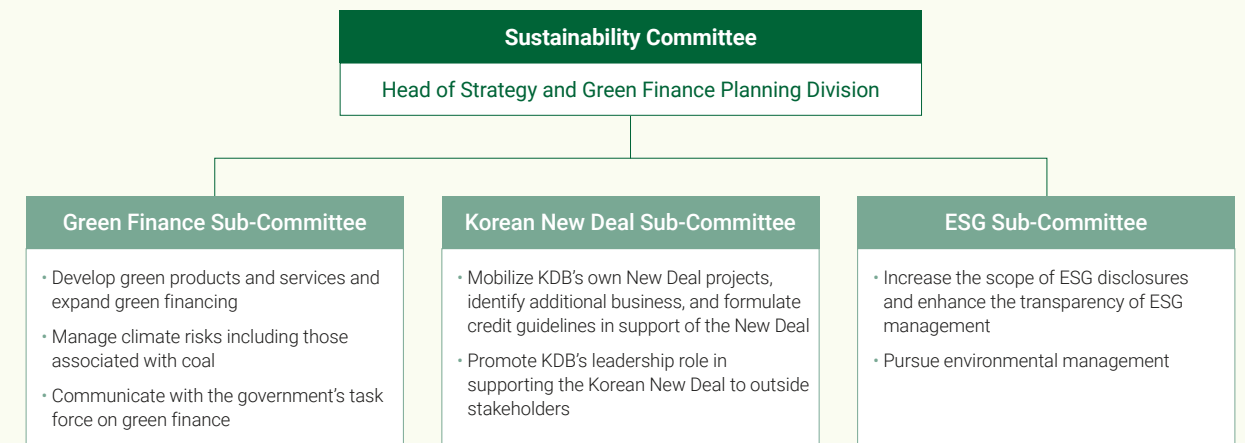 Sustainability Committee
Head of Strategy and Green Finance Planning Division
Green Finance Sub-Committee
· Develop green products and services and
expand green financing
· Manage climate risks including those
associated with coal
· Communicate with the government’s task
force on green finance
Korean New Deal Sub-Committee
· Mobilize KDB’s own New Deal projects,
identify additional business, and formulate
credit guidelines in support of the New Deal
· Promote KDB’s leadership role in
supporting the Korean New Deal to outside
stakeholders
ESG Sub-Committee
· Increase the scope of ESG disclosures
and enhance the transparency of ESG
management
· Pursue environmental management